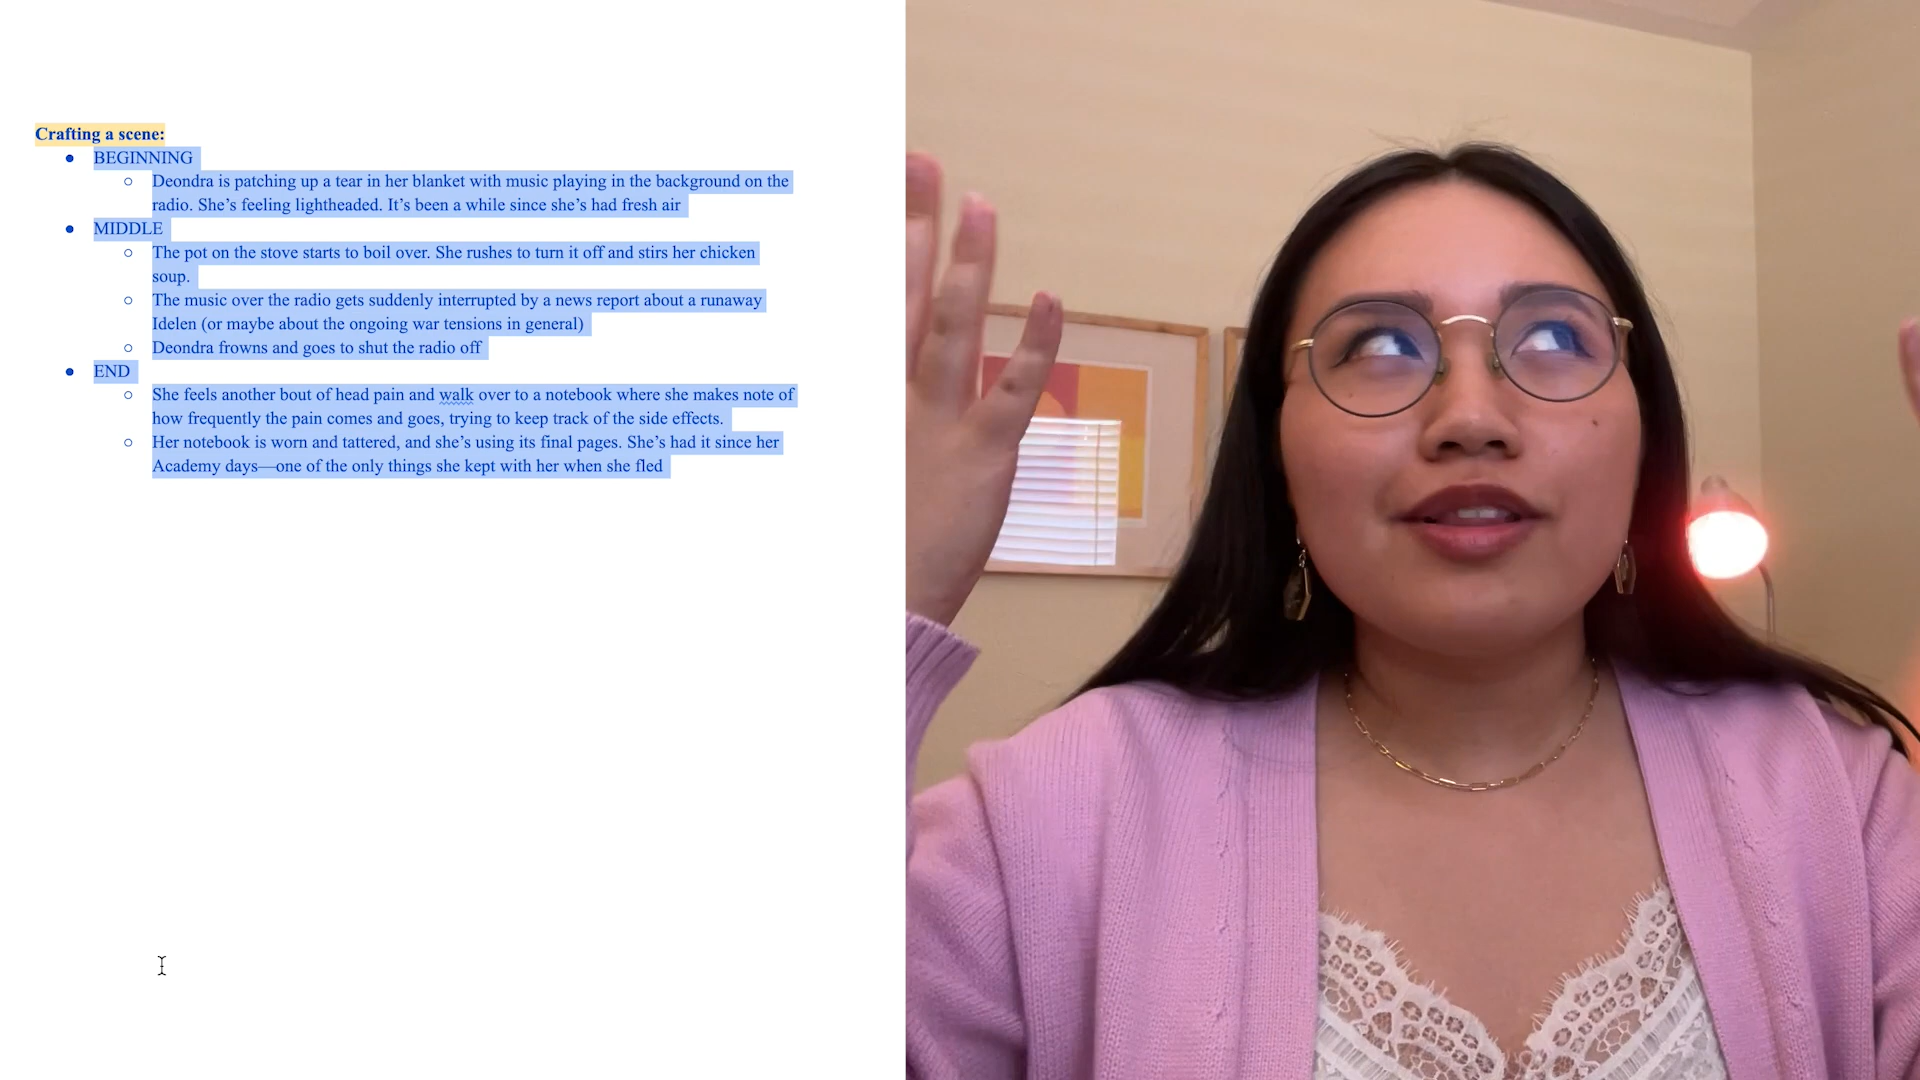 Crafting a scene:
● BEGINNING
○ Deondra is patching up a tear in her blanket with music playing in the background on the
radio. She’s feeling lightheaded. It’s been a while since she’s had fresh air
● MIDDLE
○ The pot on the stove starts to boil over. She rushes to turn it off and stirs her chicken
soup.
○ The music over the radio gets suddenly interrupted by a news report about a runaway
Idelen (or maybe about the ongoing war tensions in general)
○ Deondra frowns and goes to shut the radio off
● END
○ She feels another bout of head pain and walk over to a notebook where she makes note of
how frequently the pain comes and goes, trying to keep track of the side effects.
○ Her notebook is worn and tattered, and she’s using its final pages. She’s had it since her
Academy days—one of the only things she kept with her when she fled